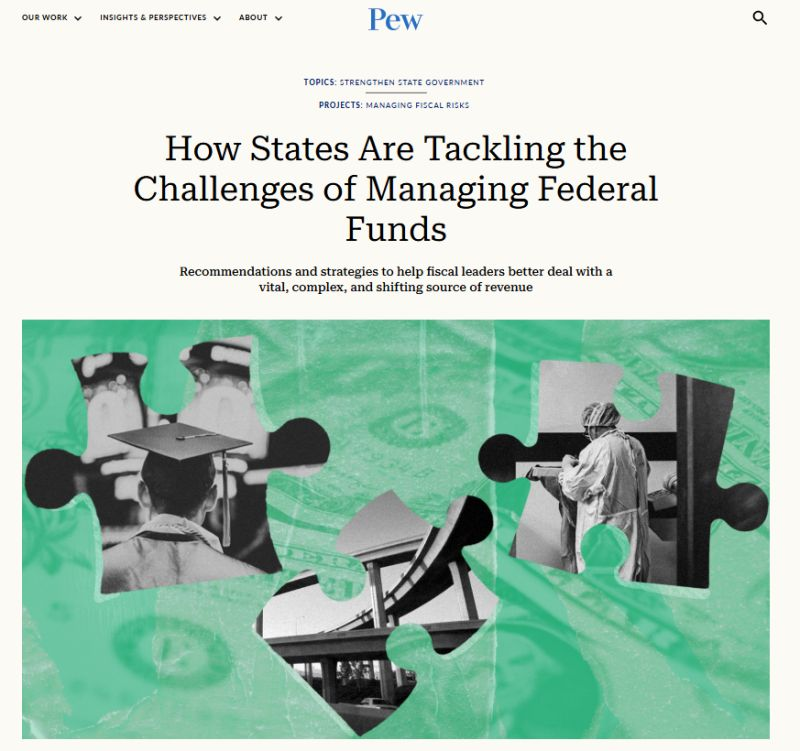 OUR WORK INSIGHTS & PERSPECTIVES ABOUT Pew
TOPICS: STRENGTHEN STATE GOVERNMENT
PROJECTS: MANAGING FISCAL RISKS
How States Are Tackling the
Challenges of Managing Federal
Funds
Recommendations and strategies to help fiscal leaders better deal with a
vital, complex, and shifting source of revenue